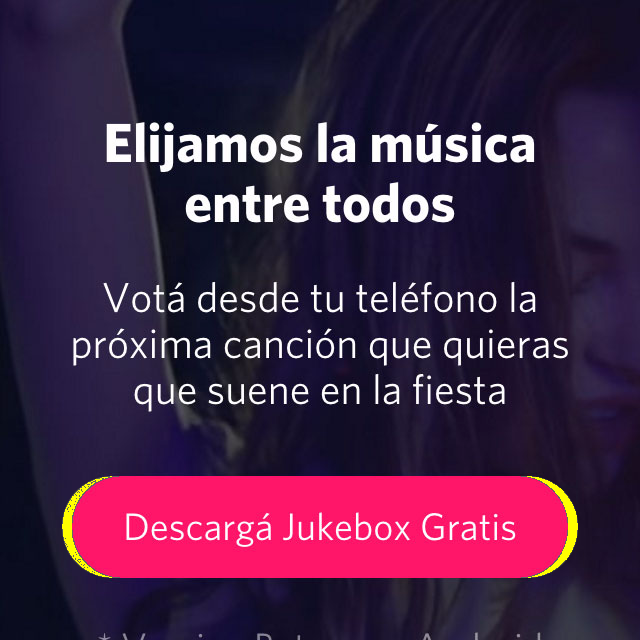 Elijamos la música
entre todos
Votá desde tu teléfono la
próxima canción que quieras
que suene en la fiesta
Descargá Jukebox Gratis